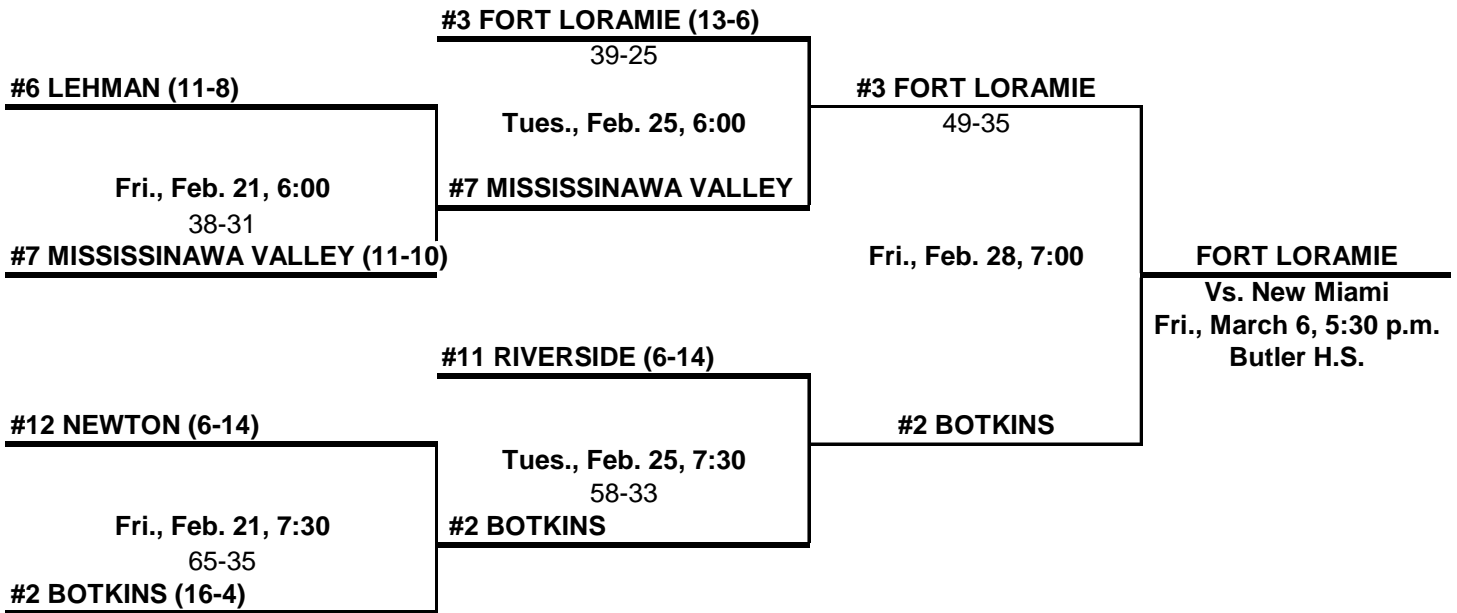 #3 FORT LORAMIE (13-6)
39-25
#6 LEHMAN (11-8)
#3 FORT LORAMIE
Tues., Feb. 25, 6:00
49-35
Fri., Feb. 21, 6:00
#7 MISSISSINAWA VALLEY
38-31
#7 MISSISSINAWA VALLEY (11-10)
Fri., Feb. 28, 7:00
FORT LORAMIE
Vs. New Miami
Fri., March 6, 5:30 p.m.
Butler H.S.
#11 RIVERSIDE (6-14)
#12 NEWTON (6-14)
#2 BOTKINS
Tues., Feb. 25, 7:30
58-33
Fri., Feb. 21, 7:30
#2 BOTKINS
65-35
#2 BOTKINS (16-4)